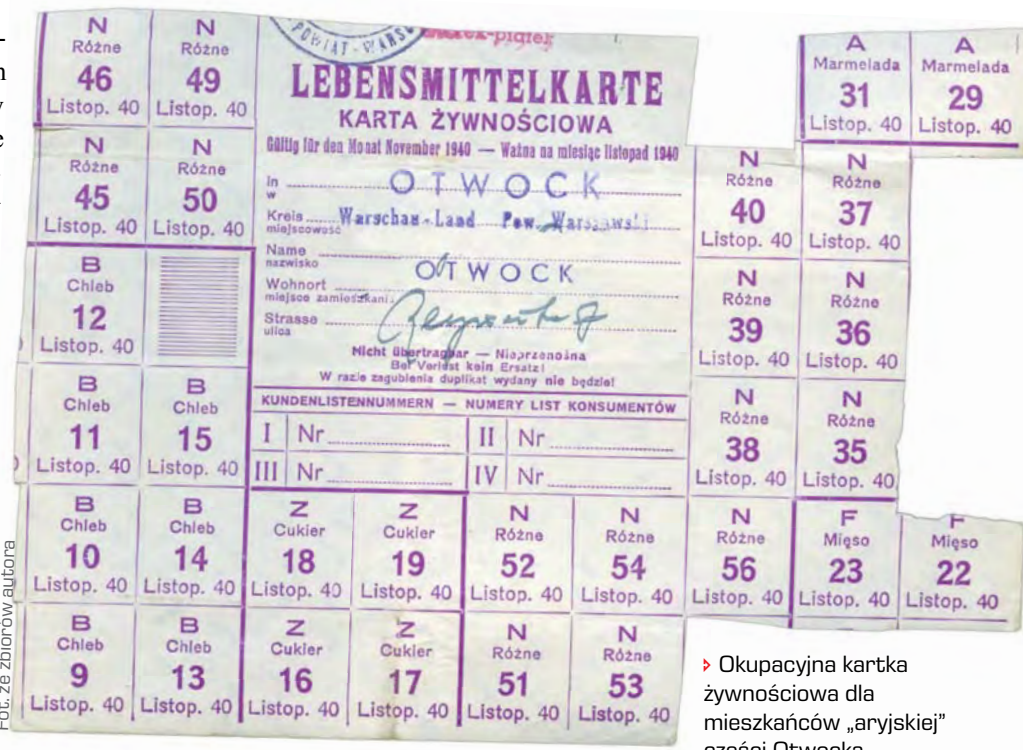 POWIAT-WARS
LEBENSMITTELKARTE
KARTA ŻYWNOŚCIOWA
Gültig für den Monat November 1940 — Ważna na miesiąc listopad 1940
In
w
OTWOCK
Kreis Warschau-Land Pow. Warszawski
miejscowość
Name
nazwisko
OTWOCK
Wohnort
miejsce zamieszkani
Strasse
ulica
Nicht übertragbar — Nieprzenośna
Bei Verlust kein Ersatz!
W razie zagubienia duplikat wydany nie będzie!
KUNDENLISTENNUMMERN — NUMERY LIST KONSUMENTÓW
I Nr II Nr
III Nr IV Nr
N
Różne
46
Listop. 40
N
Różne
49
Listop. 40
N
Różne
45
Listop. 40
N
Różne
50
Listop. 40
B
Chleb
12
Listop. 40
B
Chleb
11
Listop. 40
B
Chleb
15
Listop. 40
B
Chleb
10
Listop. 40
B
Chleb
14
Listop. 40
B
Chleb
9
Listop. 40
B
Chleb
13
Listop. 40
Z
Cukier
18
Listop. 40
Z
Cukier
19
Listop. 40
Z
Cukier
16
Listop. 40
Z
Cukier
17
Listop. 40
N
Różne
52
Listop. 40
N
Różne
54
Listop. 40
N
Różne
51
Listop. 40
N
Różne
53
Listop. 40
A
Marmelada
31
Listop. 40
A
Marmelada
29
Listop. 40
N
Różne
40
Listop. 40
N
Różne
37
Listop. 40
N
Różne
39
Listop. 40
N
Różne
36
Listop. 40
N
Różne
38
Listop. 40
N
Różne
35
Listop. 40
N
Różne
56
Listop. 40
F
Mięso
23
Listop. 40
F
Mięso
22
Listop. 40
Fot. ze zbiorów autora
Okupacyjna kartka
żywnościowa dla
mieszkańców „aryjskiej”
części Otwocka